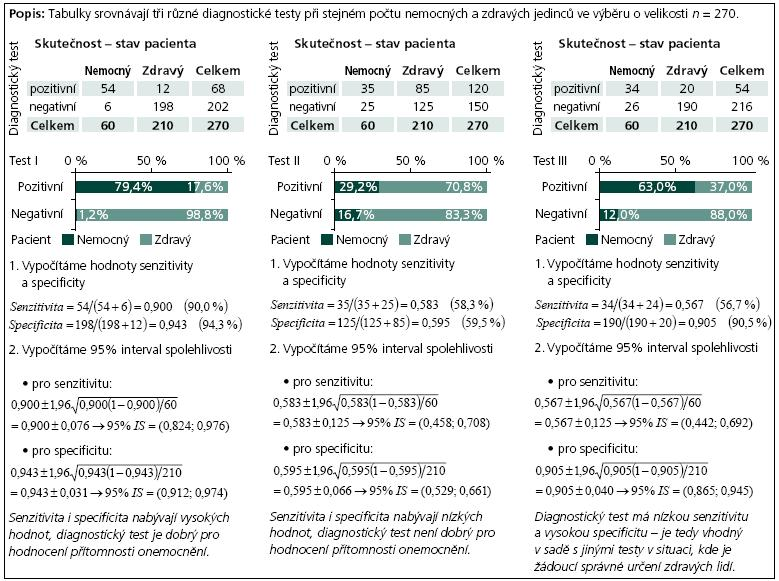 Popis: Tabulky srovnávají tři různé diagnostické testy při stejném počtu nemocných a zdravých jedinců ve výběru o velikosti n = 270.
Diagnostický test
Skutečnost – stav pacienta
Nemocný Zdravý Celkem
pozitivní 54 12 68
negativní 6 198 202
Celkem 60 210 270
Test I 0 % 50 % 100 %
Pozitivní 79,4% 17,6%
Negativní 1,2% 98,8%
Pacient Nemocný Zdravý
1. Vypočítáme hodnoty senzitivity
a specificity
Senzitivita = 54/(54+6) = 0,900 (90,0 %)
Specificita = 198/(198+12) = 0,943 (94,3 %)
2. Vypočítáme 95% interval spolehlivosti
• pro senzitivitu:
0,900±1,96√0,900(1−0,900)/60
= 0,900±0,076 → 95% IS = (0,824; 0,976)
• pro specificitu:
0,943±1,96√0,943(1−0,943)/210
= 0,943±0,031 → 95% IS = (0,912; 0,974)
Senzitivita i specificita nabývají vysokých
hodnot, diagnostický test je dobrý pro
hodnocení přítomnosti onemocnění.
Diagnostický test
Skutečnost – stav pacienta
Nemocný Zdravý Celkem
pozitivní 35 85 120
negativní 25 125 150
Celkem 60 210 270
Test II 0 % 50 % 100 %
Pozitivní 29,2% 70,8%
Negativní 16,7% 83,3%
Pacient Nemocný Zdravý
1. Vypočítáme hodnoty senzitivity
a specificity
Senzitivita = 35/(35+25) = 0,583 (58,3 %)
Specificita = 125/(125+85) = 0,595 (59,5 %)
2. Vypočítáme 95% interval spolehlivosti
• pro senzitivitu:
0,583±1,96√0,583(1−0,583)/60
= 0,583±0,125 → 95% IS = (0,458; 0,708)
• pro specificitu:
0,595±1,96√0,595(1−0,595)/210
= 0,595±0,066 → 95% IS = (0,529; 0,661)
Senzitivita i specificita nabývají nízkých
hodnot, diagnostický test není dobrý pro
hodnocení přítomnosti onemocnění.
Diagnostický test
Skutečnost – stav pacienta
Nemocný Zdravý Celkem
pozitivní 34 20 54
negativní 26 190 216
Celkem 60 210 270
Test III 0 % 50 % 100 %
Pozitivní 63,0% 37,0%
Negativní 12,0% 88,0%
Pacient Nemocný Zdravý
1. Vypočítáme hodnoty senzitivity
a specificity
Senzitivita = 34/(34+24) = 0,567 (56,7 %)
Specificita = 190/(190+20) = 0,905 (90,5 %)
2. Vypočítáme 95% interval spolehlivosti
• pro senzitivitu:
0,567±1,96√0,567(1−0,567)/60
= 0,567±0,125 → 95% IS = (0,442; 0,692)
• pro specificitu:
0,905±1,96√0,905(1−0,905)/210
= 0,905±0,040 → 95% IS = (0,865; 0,945)
Diagnostický test má nízkou senzitivitu
a vysokou specificitu – je tedy vhodný
v sadě s jinými testy v situaci, kde je
žádoucí správné určení zdravých lidí.